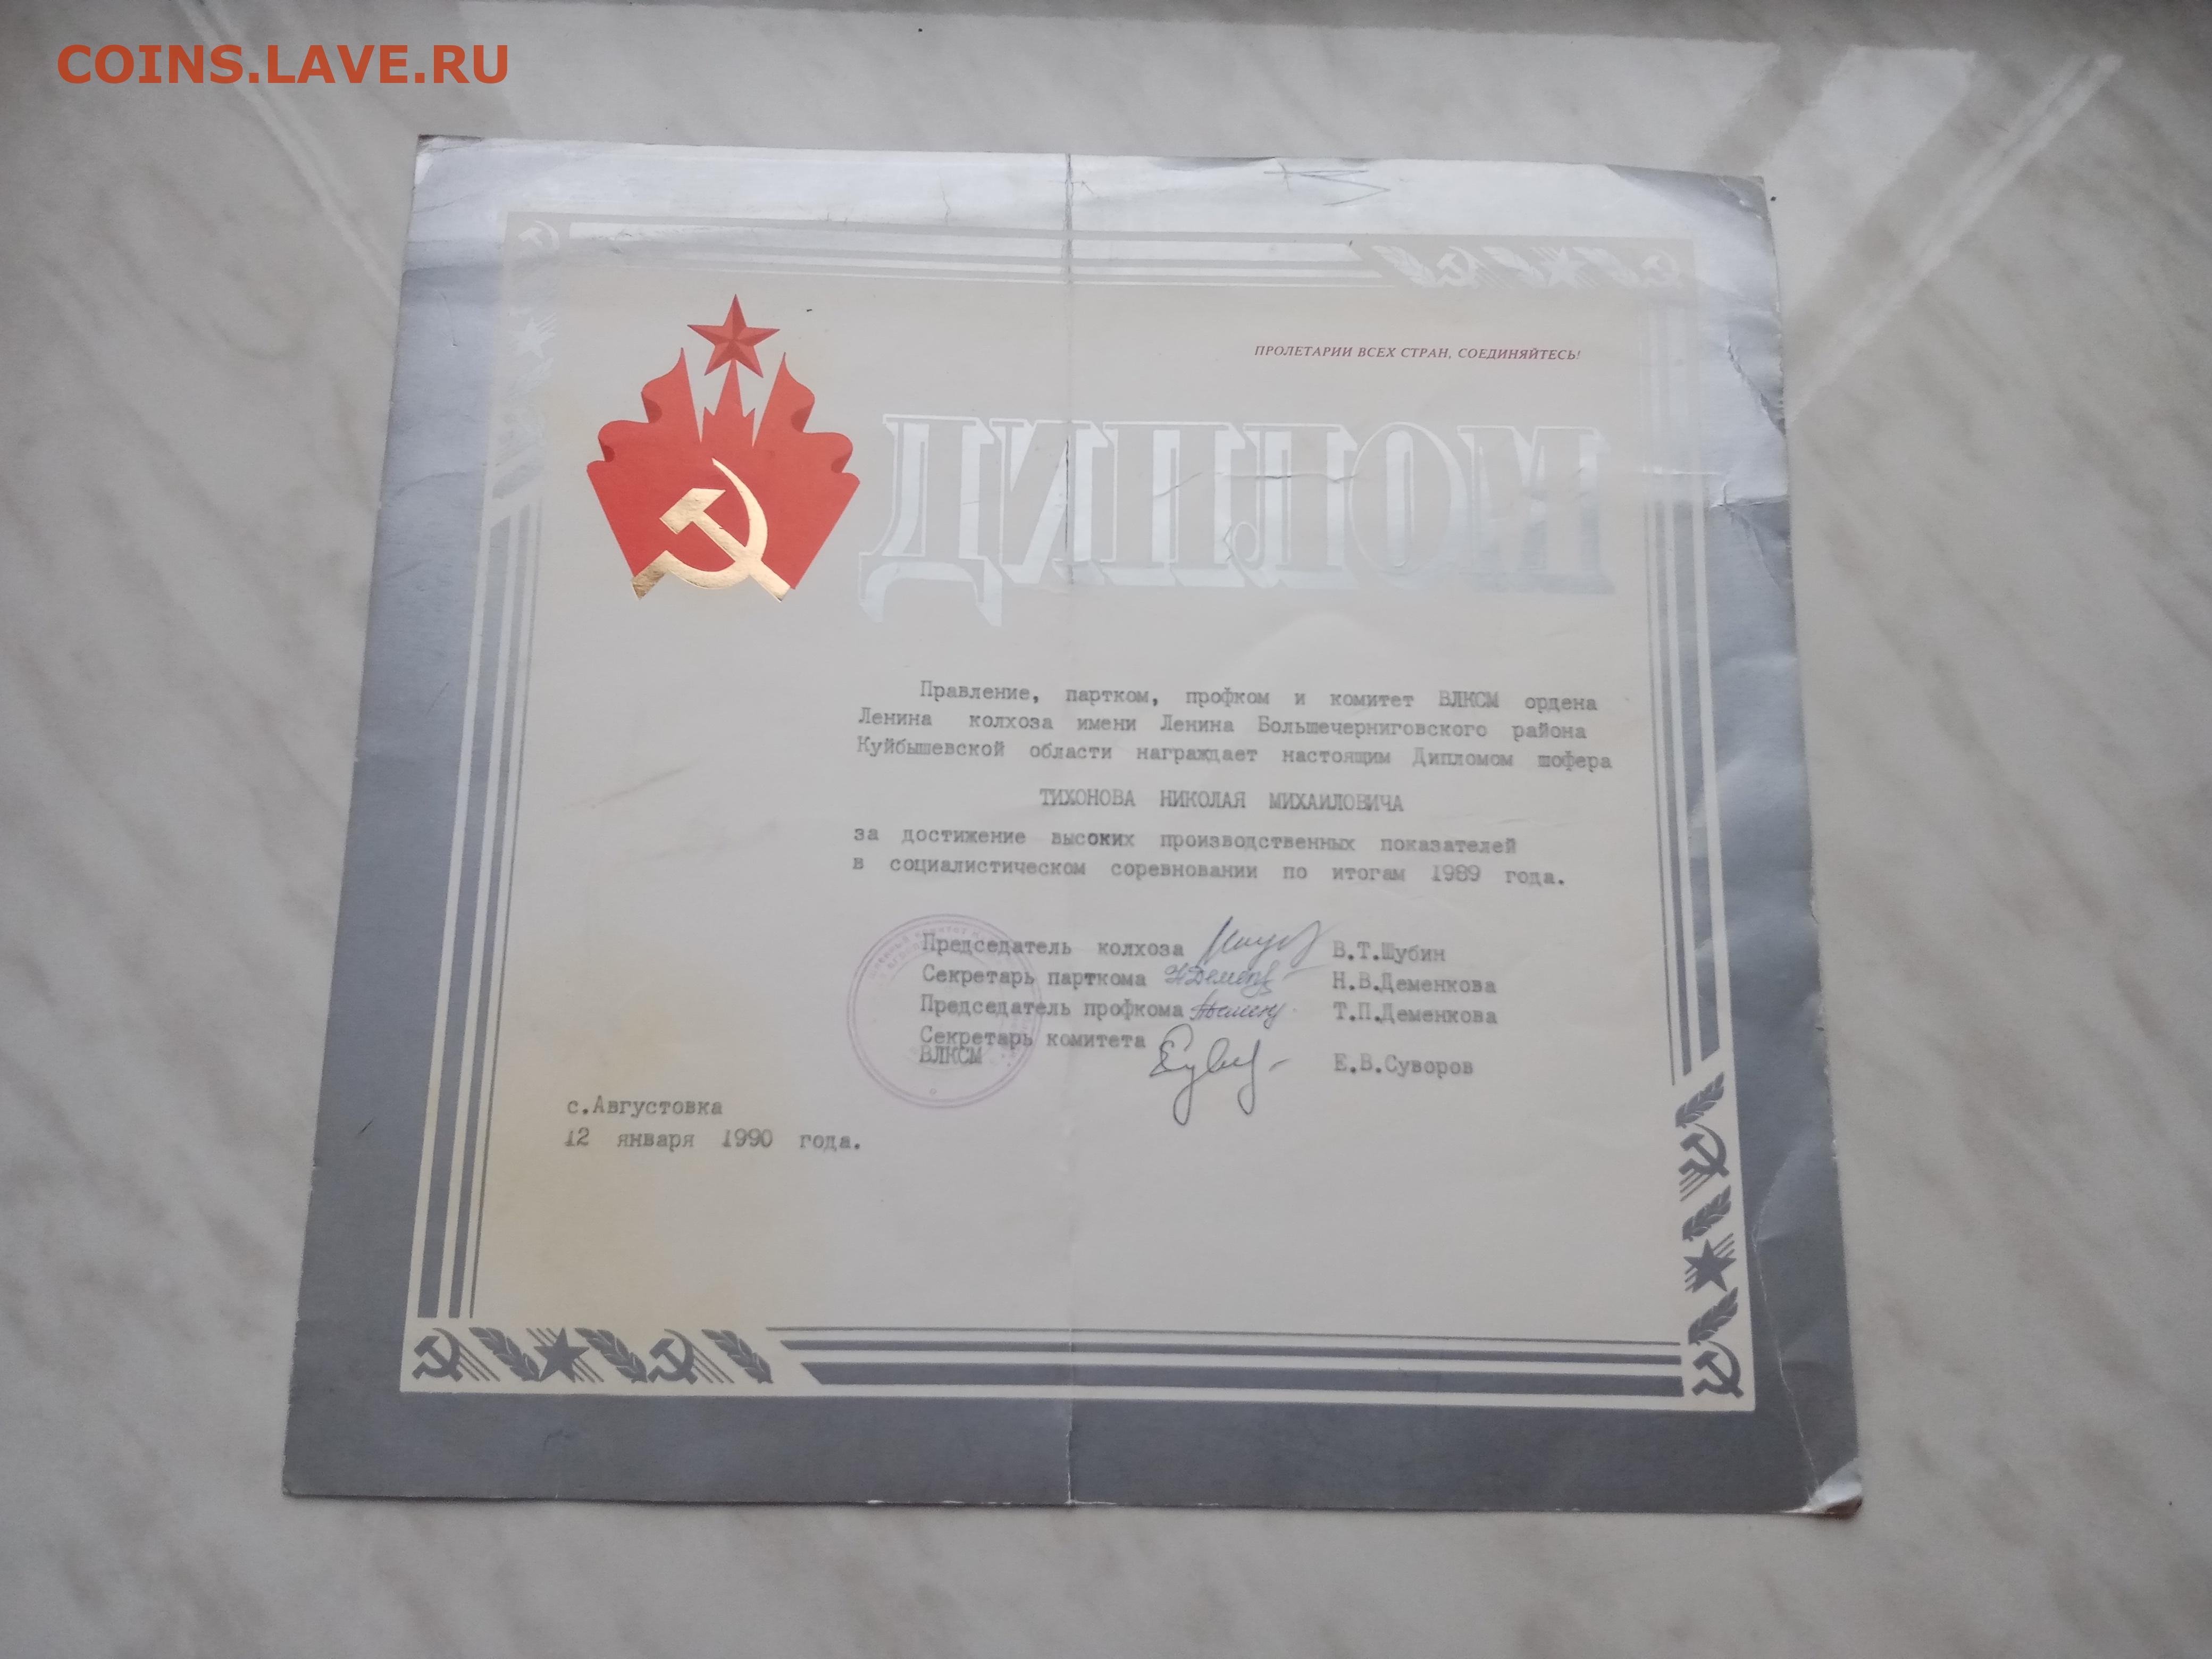 COINS.LAVE.RU
ПРОЛЕТАРИИ ВСЕХ СТРАН, СОЕДИНЯЙТЕСЬ!
ДИПЛОМ
Правление, партком, профком и комитет ВЛКСМ ордена
Ленина колхоза имени Ленина Большечерниговского района
Куйбышевской области награждает настоящим Дипломом шофера
ТИХОНОВА НИКОЛАЯ МИХАИЛОВИЧА
за достижение высоких производственных показателей
в социалистическом соревновании по итогам 1989 года.
Председатель колхоза В.Т.Шубин
Секретарь парткома Н.В.Деменкова
Председатель профкома Т.П.Деменкова
Секретарь комитета
ВЛКСМ Е.В.Суворов
с.Августовка
12 января 1990 года.